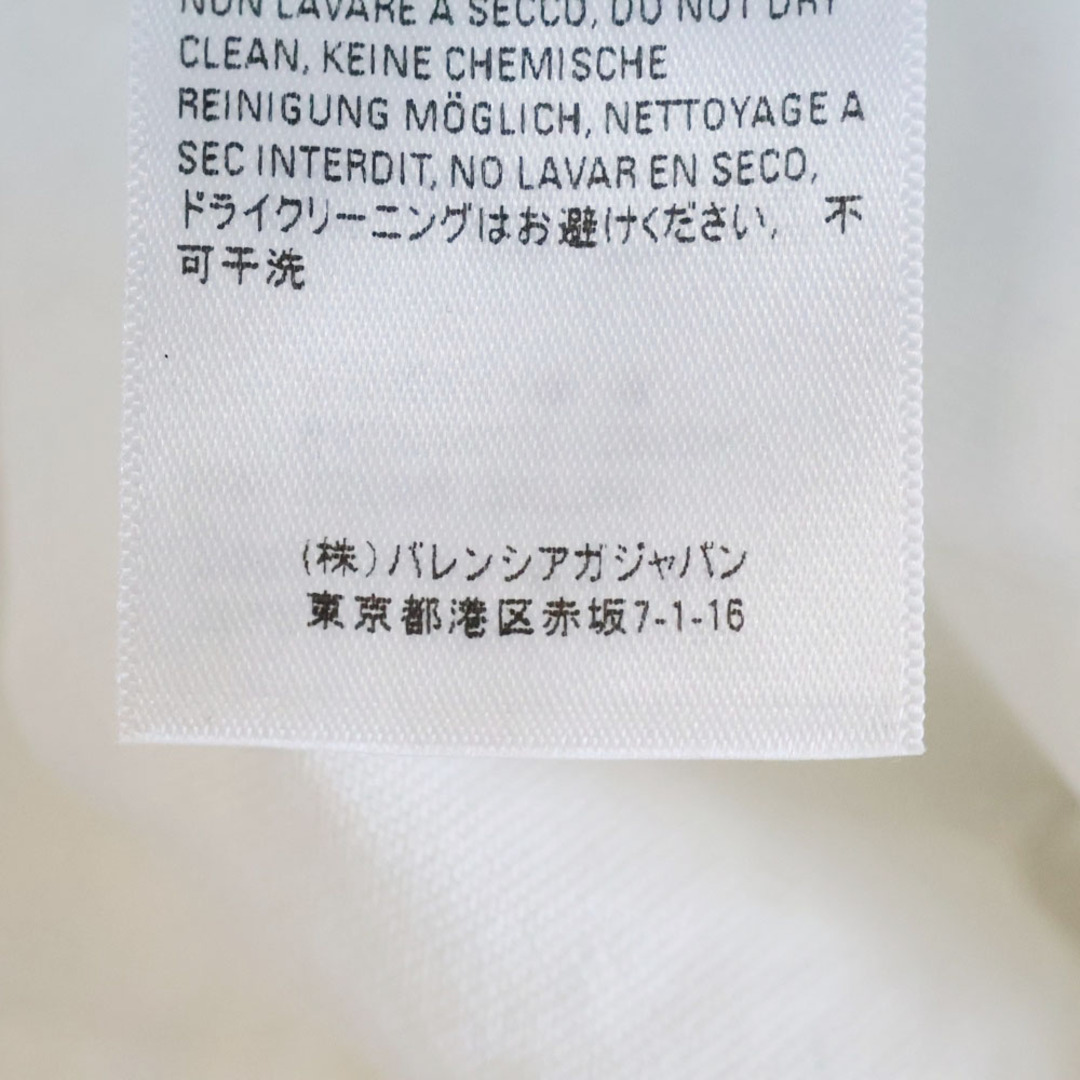 NON LAVARE A SECCO, DO NOT DRY
CLEAN, KEINE CHEMISCHE
REINIGUNG MÖGLICH, NETTOYAGE A
SEC INTERDIT, NO LAVAR EN SECO,
ドライクリーニングはお避けください, 不
可干洗
(株)バレンシアガジャパン
東京都港区赤坂7-1-16